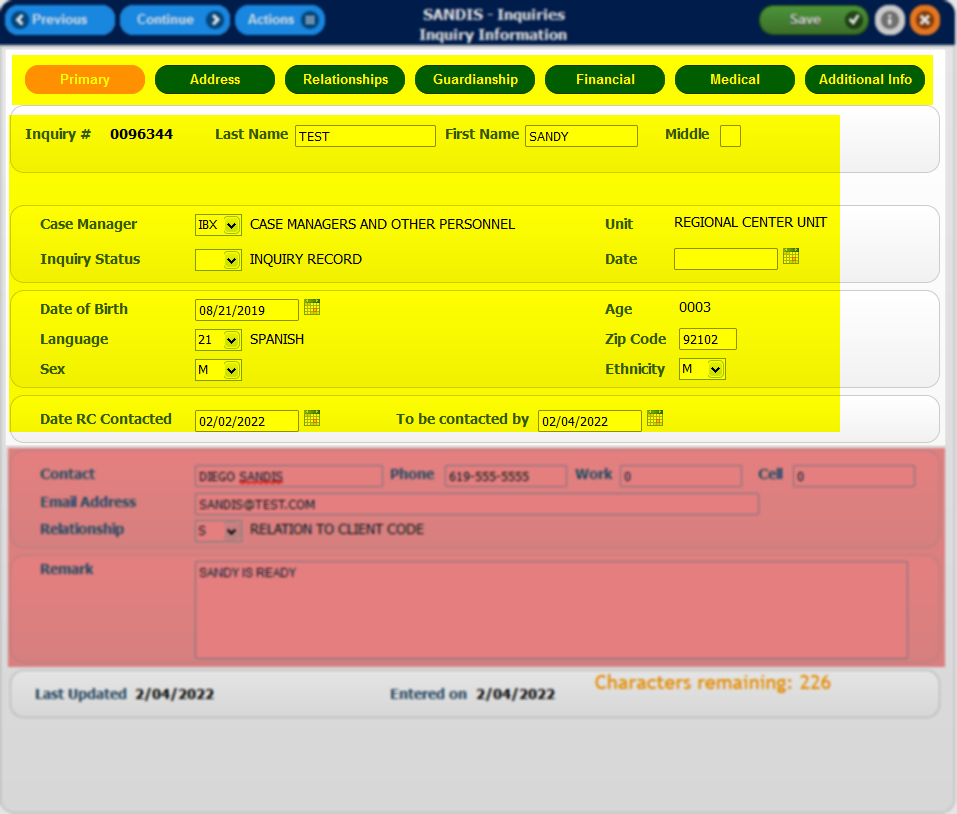 Previous Continue Actions SANDIS - Inquiries Save
Inquiry Information
Primary Address Relationships Guardianship Financial Medical Additional Info
Inquiry # 0096344 Last Name TEST First Name SANDY Middle
Case Manager IBX CASE MANAGERS AND OTHER PERSONNEL Unit REGIONAL CENTER UNIT
Inquiry Status INQUIRY RECORD Date
Date of Birth 08/21/2019 Age 0003
Language 21 SPANISH Zip Code 92102
Sex M Ethnicity M
Date RC Contacted 02/02/2022 To be contacted by 02/04/2022
Contact DIEGO SANDIS Phone 619-555-5555 Work 0 Cell 0
Email Address SANDIS@TEST.COM
Relationship S RELATION TO CLIENT CODE
Remark SANDY IS READY
Characters remaining: 226
Last Updated 2/04/2022 Entered on 2/04/2022